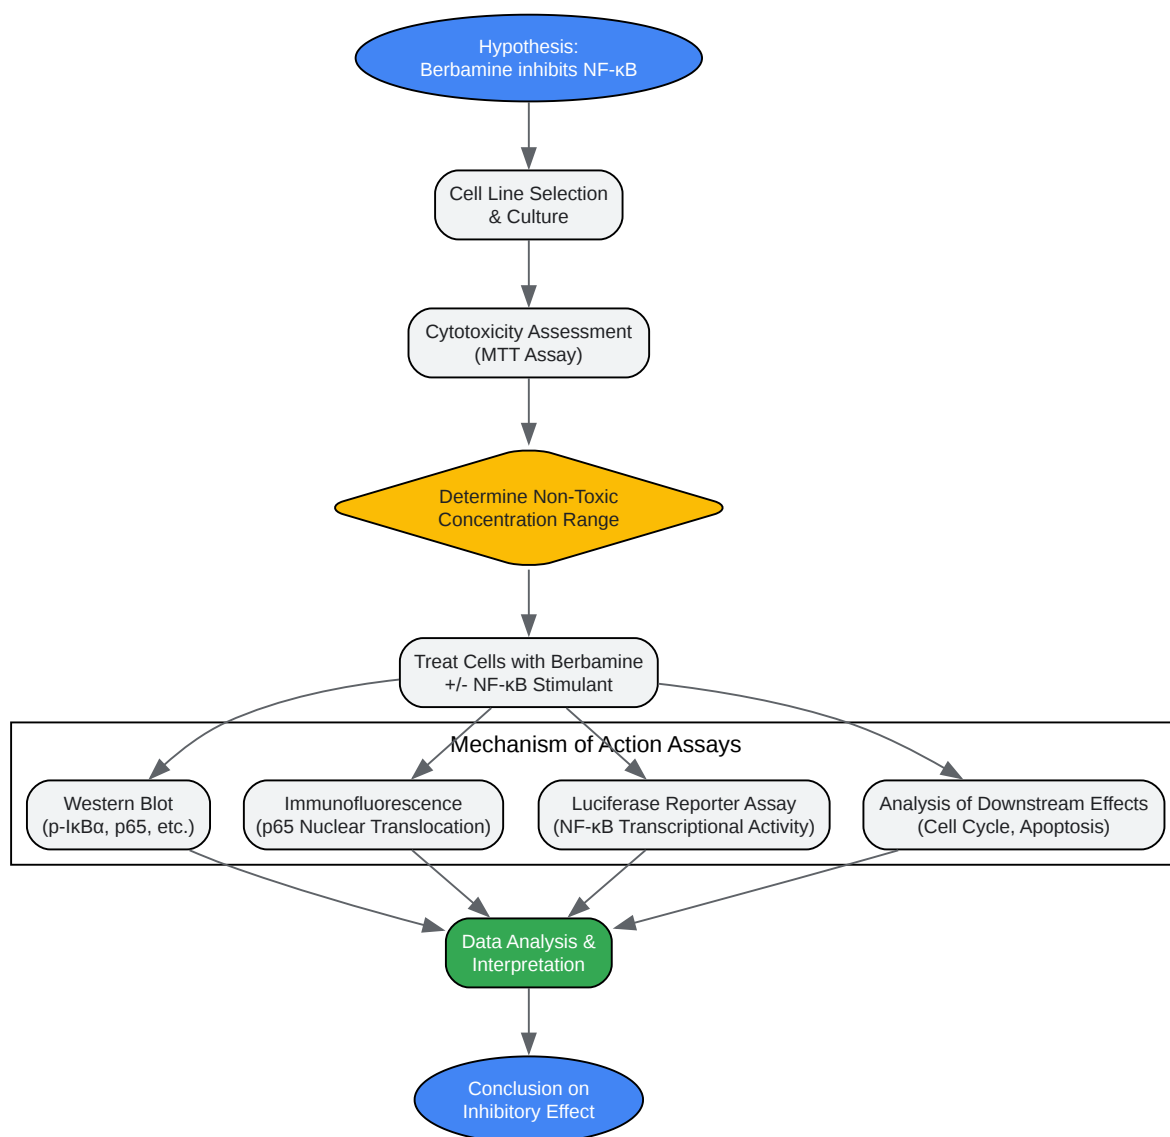 Hypothesis:
Berbamine inhibits NF-κB
Cell Line Selection
& Culture
Cytotoxicity Assessment
(MTT Assay)
Determine Non-Toxic
Concentration Range
Treat Cells with Berbamine
+/- NF-κB Stimulant
Mechanism of Action Assays
Western Blot
(p-IκBα, p65, etc.)
Immunofluorescence
(p65 Nuclear Translocation)
Luciferase Reporter Assay
(NF-κB Transcriptional Activity)
Analysis of Downstream Effects
(Cell Cycle, Apoptosis)
Data Analysis &
Interpretation
Conclusion on
Inhibitory Effect